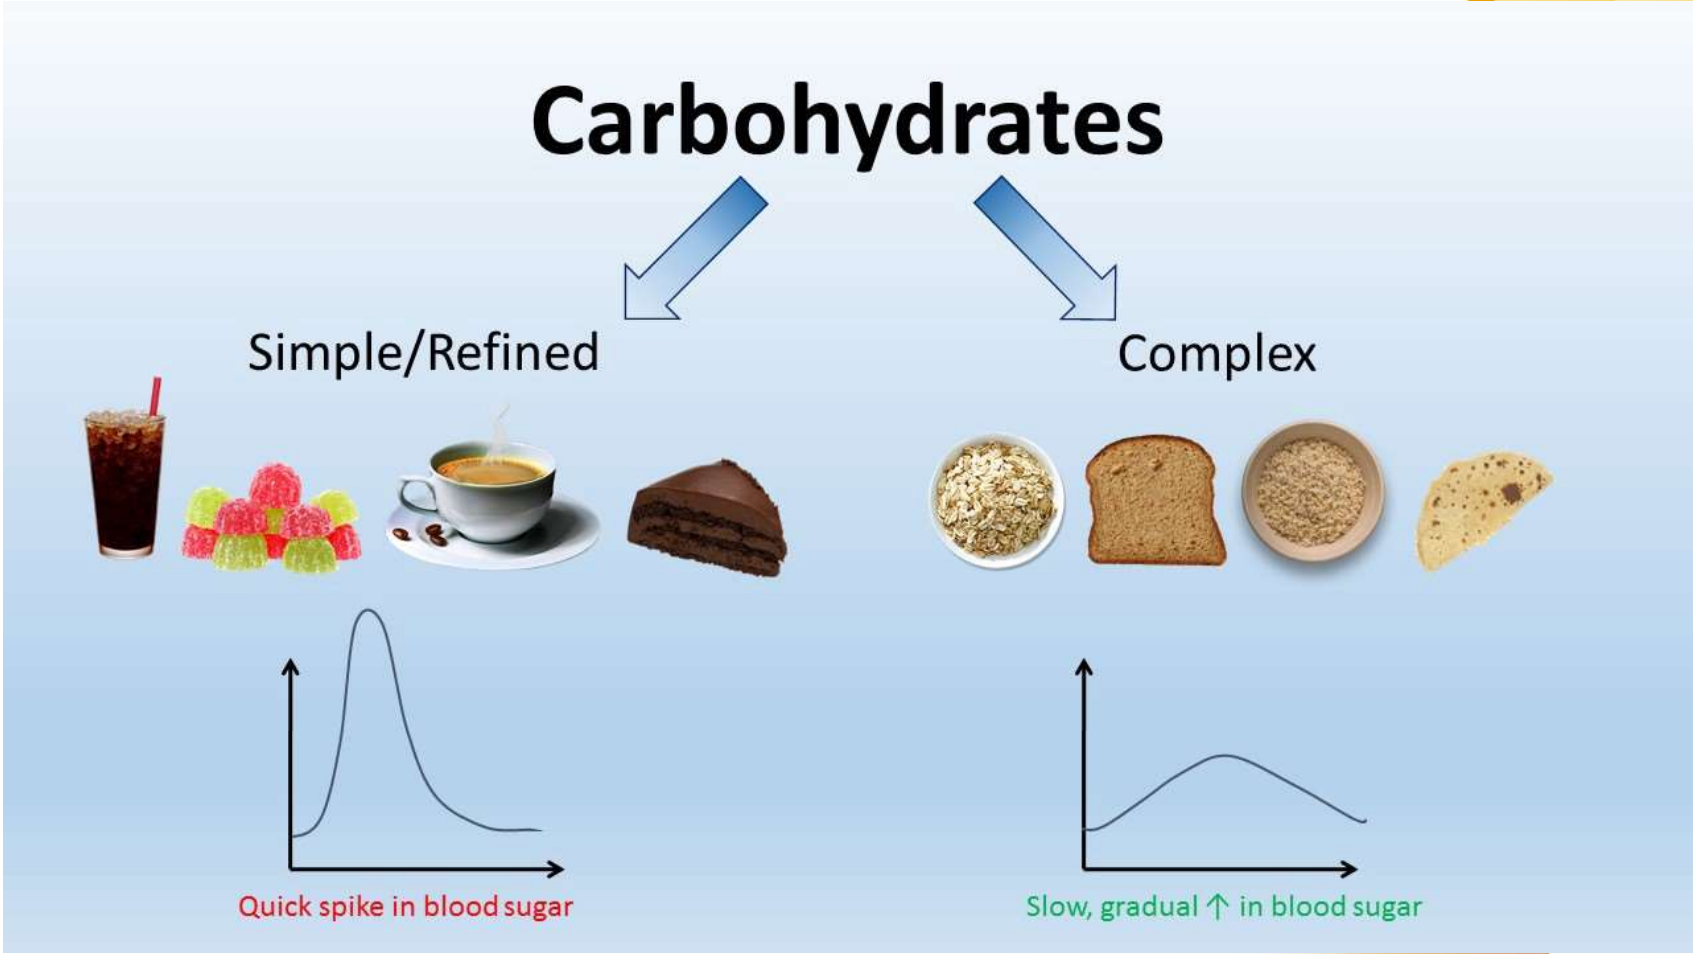 Carbohydrates
Simple/Refined
Complex
Quick spike in blood sugar
Slow, gradual ↑ in blood sugar